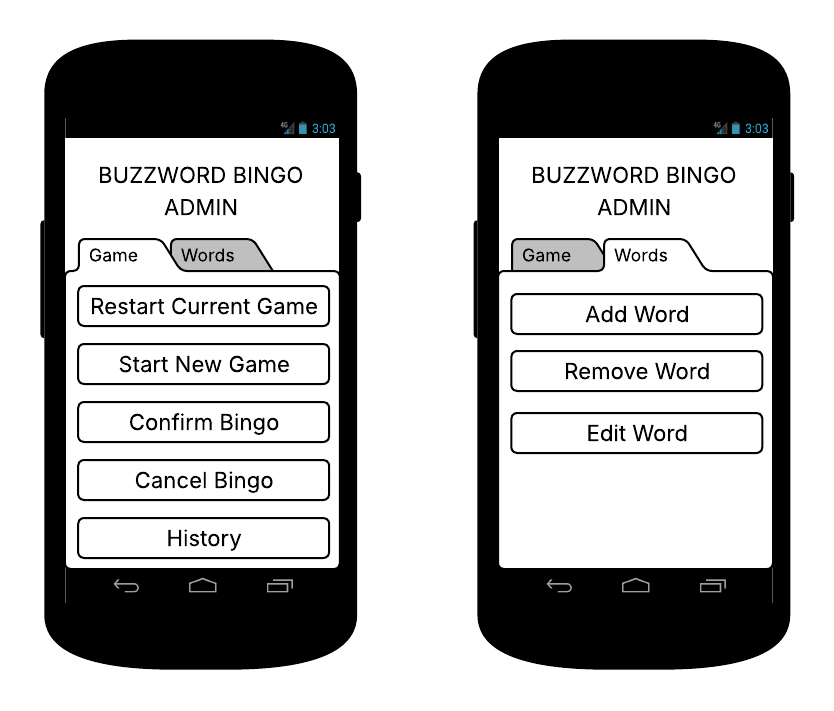 4G 3:03
BUZZWORD BINGO
ADMIN
Game Words
Restart Current Game
Start New Game
Confirm Bingo
Cancel Bingo
History
4G 3:03
BUZZWORD BINGO
ADMIN
Game Words
Add Word
Remove Word
Edit Word